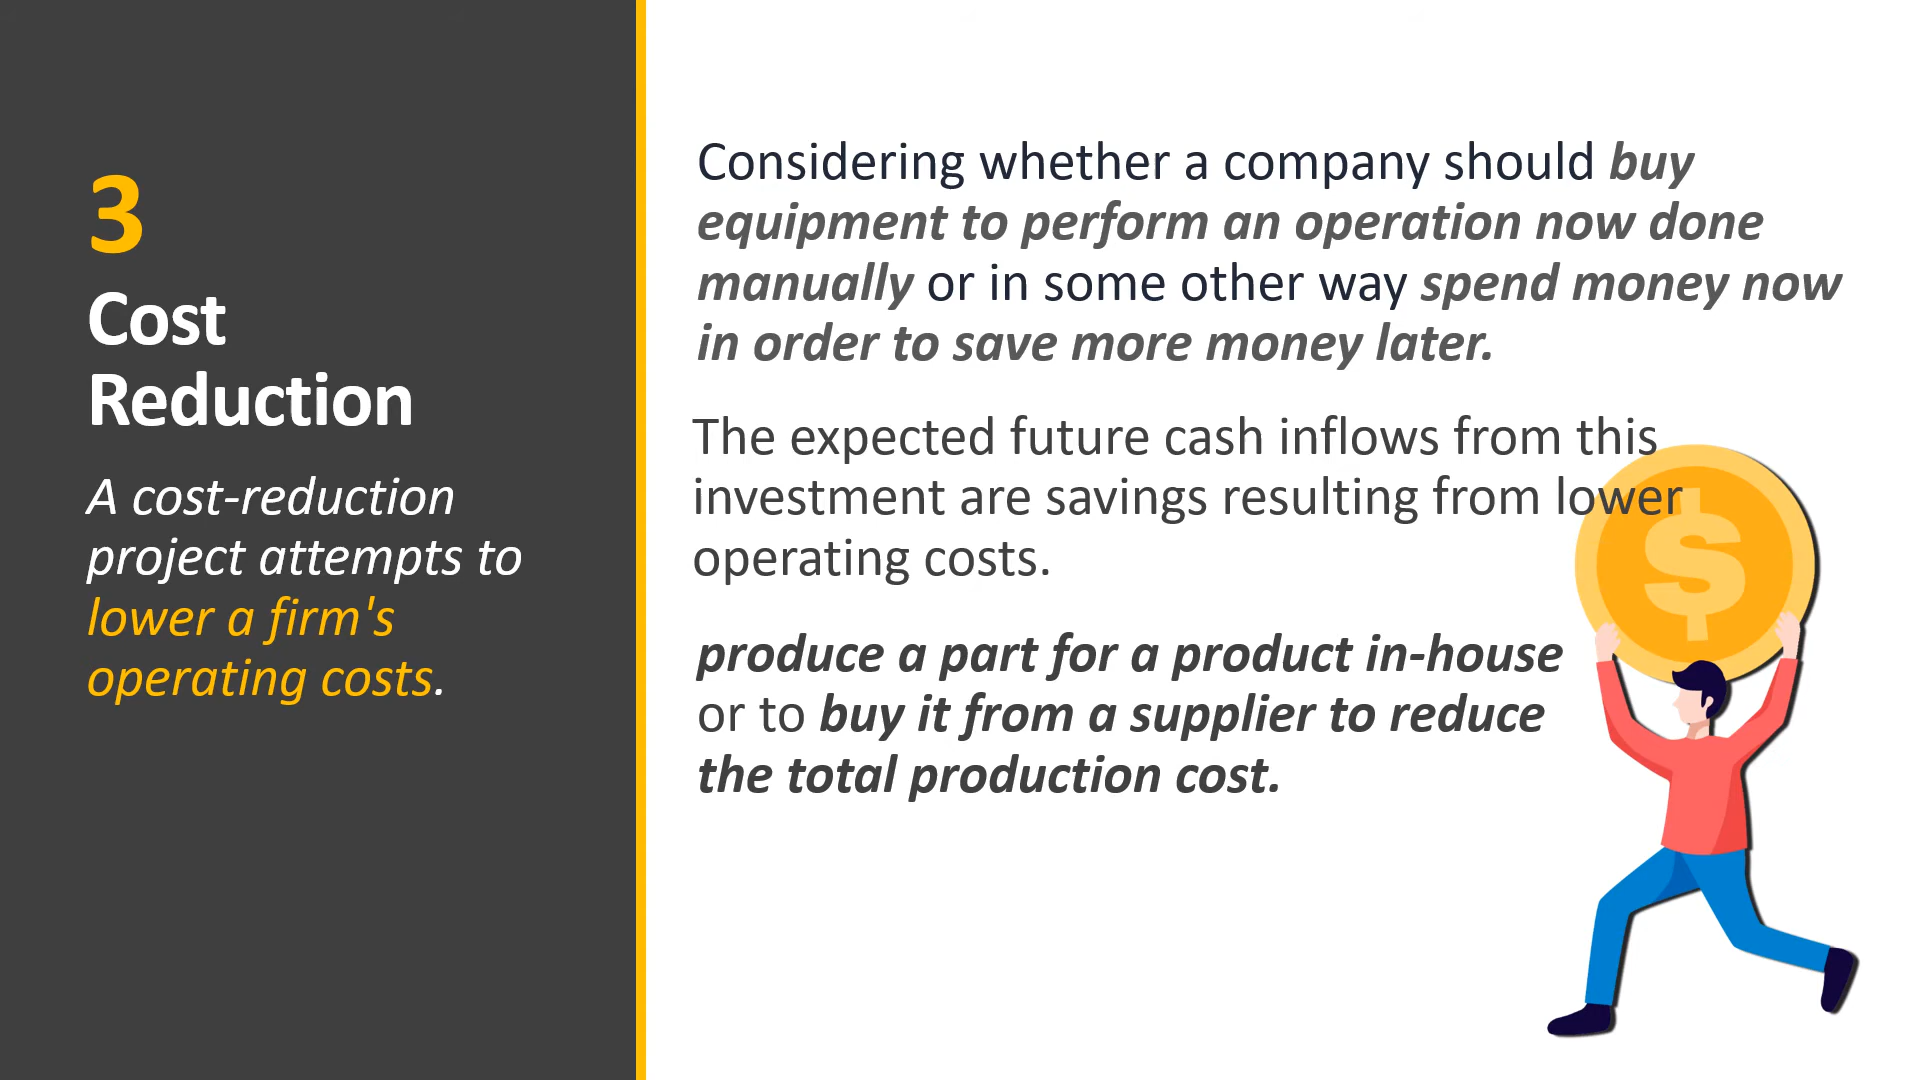 3
Cost
Reduction
A cost-reduction
project attempts to
lower a firm's
operating costs.
Considering whether a company should buy
equipment to perform an operation now done
manually or in some other way spend money now
in order to save more money later.
The expected future cash inflows from this
investment are savings resulting from lower
operating costs.
produce a part for a product in-house
or to buy it from a supplier to reduce
the total production cost.
$